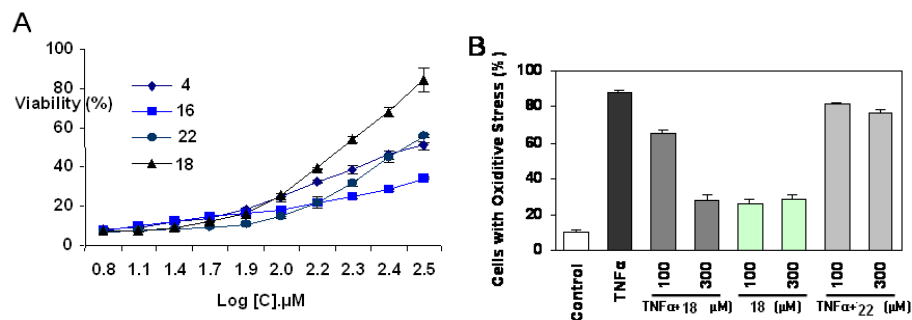 A
100
80
60
40
20
0
Viability (%)
4
16
22
18
0.8 1.1 1.4 1.7 1.9 2.0 2.2 2.3 2.4 2.5
Log [C].µM
B
Cells with Oxiditive Stress (%)
100
80
60
40
20
0
Control
TNFα
100 300 100 300 100 300
TNFα+18 µM) 18 (µM) TNFα+22 (µM)